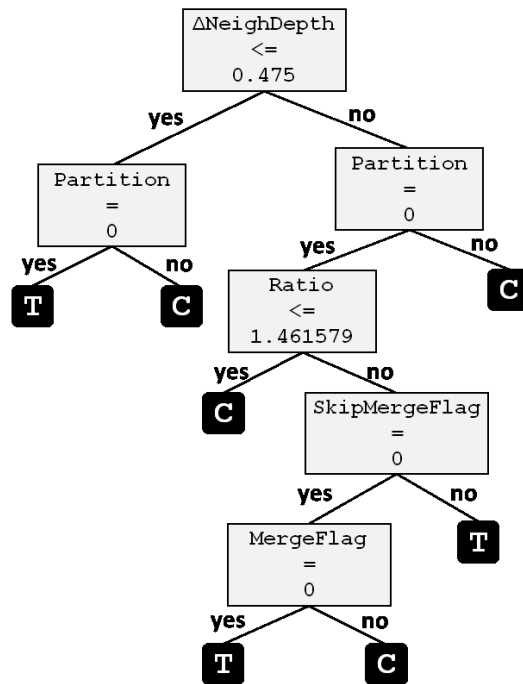 ΔNeighDepth
<=
0.475
yes
no
Partition
=
0
Partition
=
0
yes
no
yes
no
T
C
Ratio
<=
1.461579
C
yes
no
C
SkipMergeFlag
=
0
yes
no
MergeFlag
=
0
T
yes
no
T
C